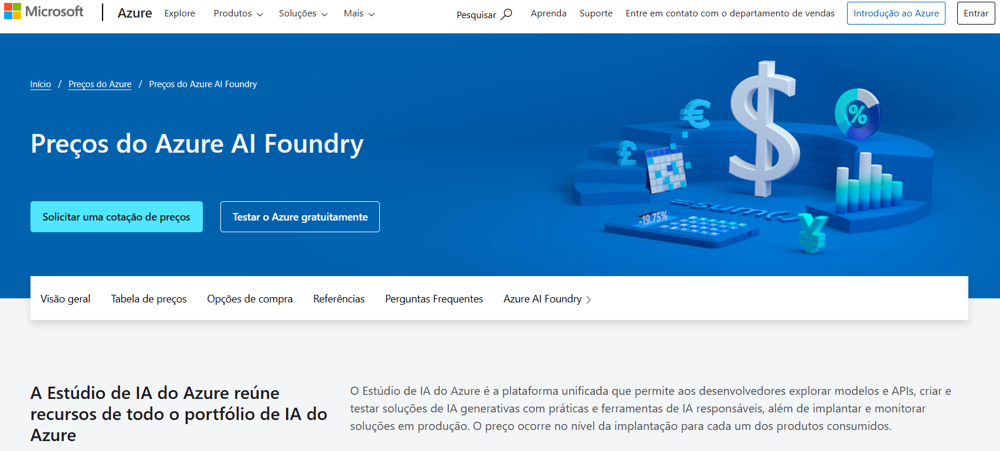 Microsoft
Azure
Explore
Produtos
Soluções
Mais
Pesquisar
Aprenda
Suporte
Entre em contato com o departamento de vendas
Introdução ao Azure
Entrar
Início / Preços do Azure / Preços do Azure AI Foundry
Preços do Azure AI Foundry
Solicitar uma cotação de preços
Testar o Azure gratuitamente
€
$
%
£
=sum()
-19.75%
¥
Visão geral
Tabela de preços
Opções de compra
Referências
Perguntas Frequentes
Azure AI Foundry
A Estúdio de IA do Azure reúne
recursos de todo o portfólio de IA do
Azure
O Estúdio de IA do Azure é a plataforma unificada que permite aos desenvolvedores explorar modelos e APIs, criar e
testar soluções de IA generativas com práticas e ferramentas de IA responsáveis, além de implantar e monitorar
soluções em produção. O preço ocorre no nível da implantação para cada um dos produtos consumidos.